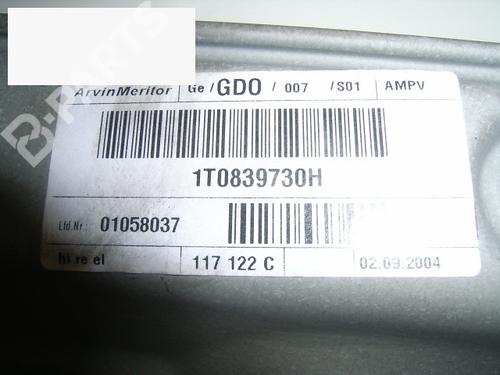 B-PARTS
ArvinMeritor Ge / GDO / 007 / S01 AMPV
1T0839730H
Lfd.Nr.: 01058037
hi re el 117 122 C 02.09.2004